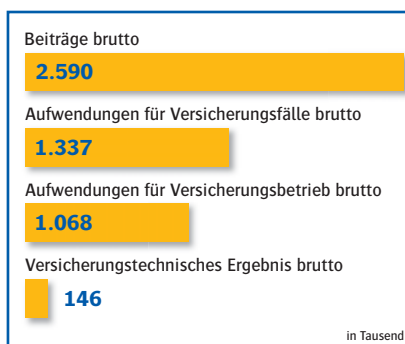 Beiträge brutto
2.590
Aufwendungen für Versicherungsfälle brutto
1.337
Aufwendungen für Versicherungsbetrieb brutto
1.068
Versicherungstechnisches Ergebnis brutto
146
in Tausend